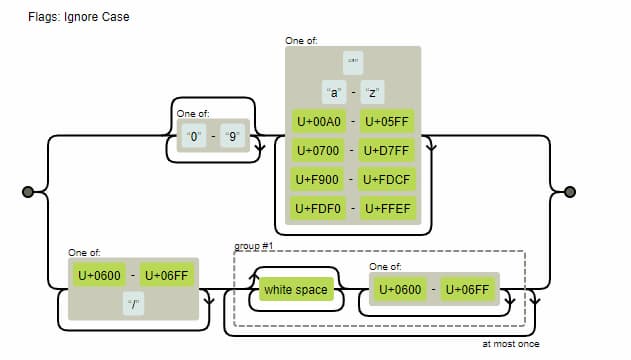 Flags: Ignore Case
One of:
One of:
"0" - "9"
"a" - "z"
U+00A0 - U+05FF
U+0700 - U+D7FF
U+F900 - U+FDCF
U+FDF0 - U+FFEF
One of:
U+0600 - U+06FF
"/"
group #1
white space
One of:
U+0600 - U+06FF
at most once